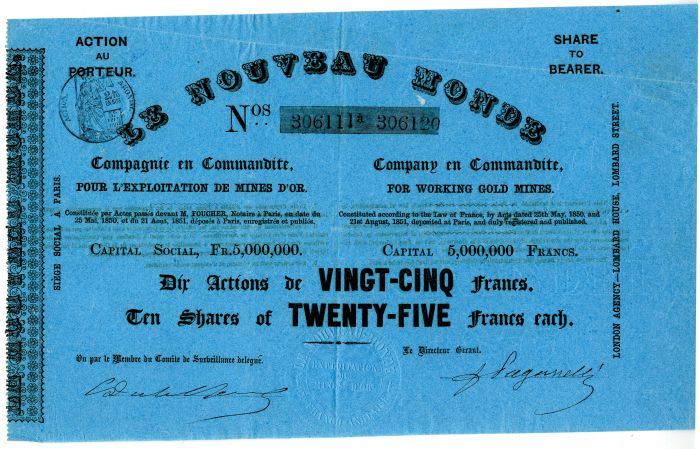 ACTION
AU
PORTEUR.
SHARE
TO
BEARER.
LE NOUVEAU MONDE
Nos 306111a 306120
Compagnie en Commandite,
POUR L'EXPLOITATION DE MINES D'OR.
Constituée par Actes passés devant M. FOUCHER, Notaire à Paris, en date du
25 Mai, 1850, et du 21 Aout, 1851, déposés à Paris, enregistrés et publiés.
CAPITAL SOCIAL, FR.5,000,000.
Company en Commandite,
FOR WORKING GOLD MINES.
Constituted according to the Law of France, by Acts dated 25th May, 1850, and
21st August, 1851, deposited at Paris, and duly registered and published.
CAPITAL 5,000,000 FRANCS.
Dix Actions de VINGT-CINQ Francs.
Ten Shares of TWENTY-FIVE Francs each.
Vu par le Membre du Comite de Surveillance delegué.
Le Directeur Gerant.
SIÈGE SOCIAL À PARIS.
LONDON AGENCY—LOMBARD HOUSE, LOMBARD STREET.